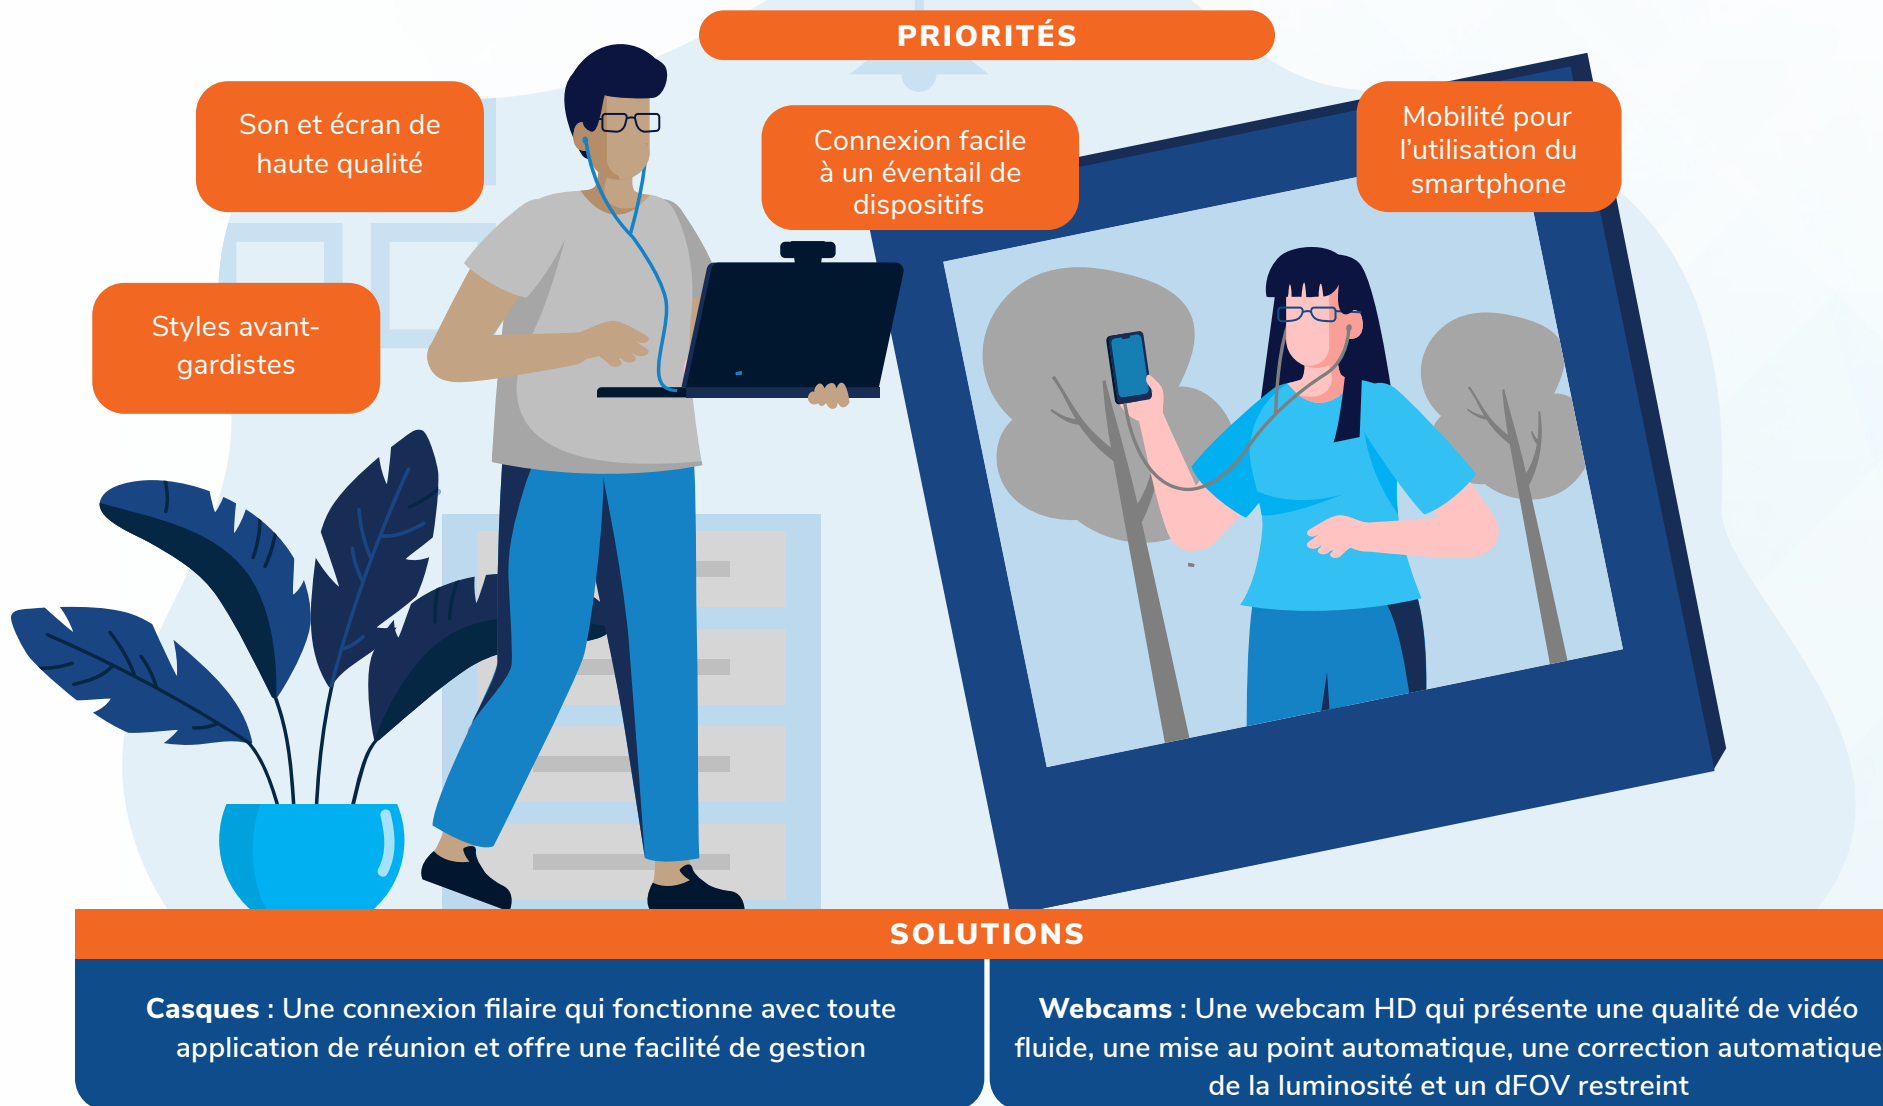 PRIORITÉS
Son et écran de
haute qualité
Connexion facile
à un éventail de
dispositifs
Mobilité pour
l’utilisation du
smartphone
Styles avant-
gardistes
SOLUTIONS
Casques : Une connexion filaire qui fonctionne avec toute
application de réunion et offre une facilité de gestion
Webcams : Une webcam HD qui présente une qualité de vidéo
fluide, une mise au point automatique, une correction automatique
de la luminosité et un dFOV restreint